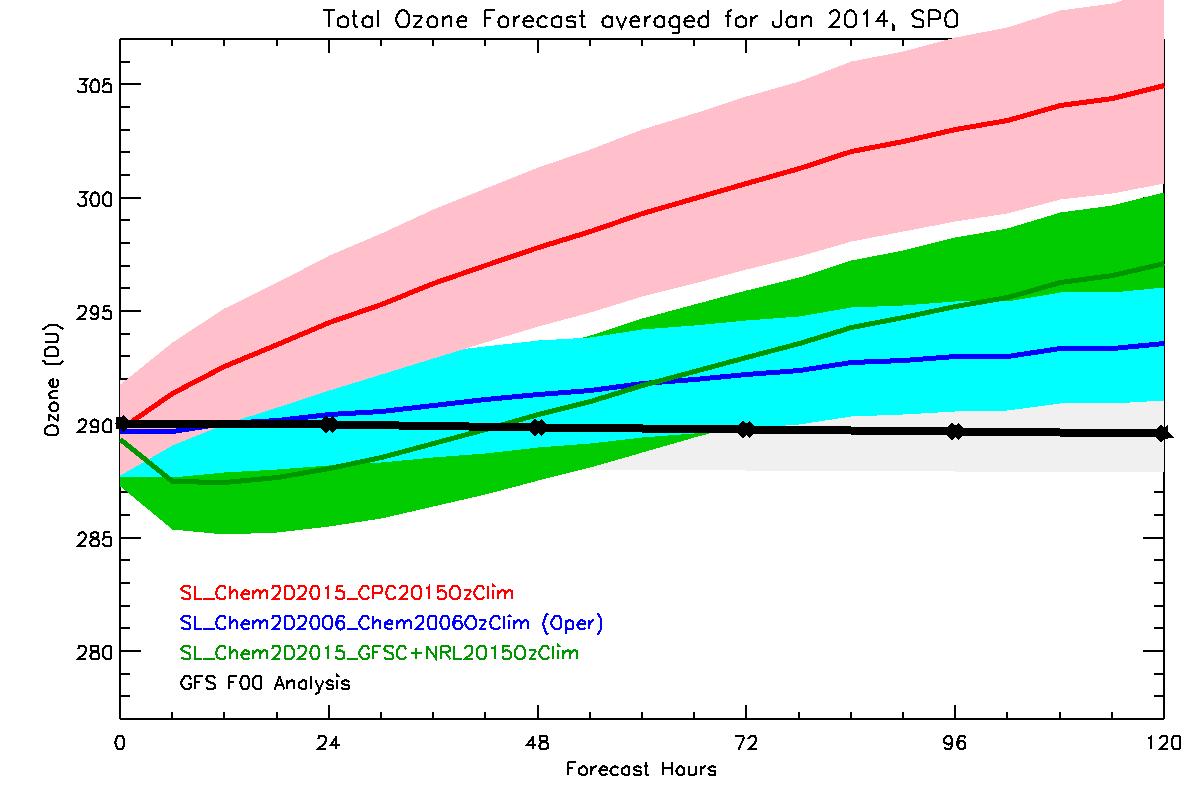 Total Ozone Forecast averaged for Jan 2014, SPO
305
300
295
290
285
280
Ozone (DU)
SL_Chem2D2015_CPC2015OzClim
SL_Chem2D2006_Chem2006OzClim (Oper)
SL_Chem2D2015_GFSC+NRL2015OzClim
GFS F00 Analysis
0 24 48 72 96 120
Forecast Hours